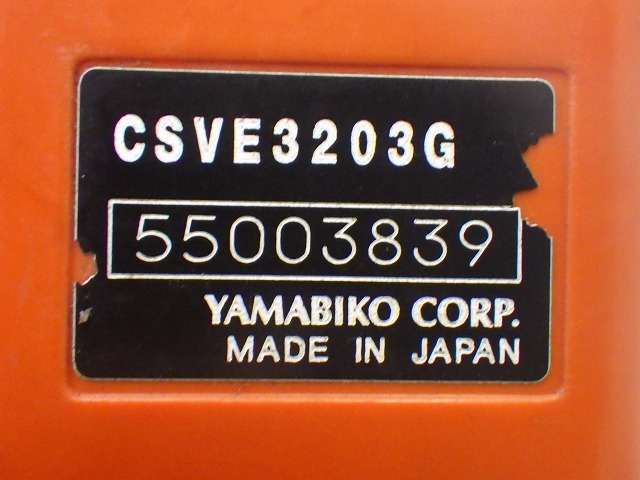 CSVE3203G
55003839
YAMABIKO CORP.
MADE IN JAPAN